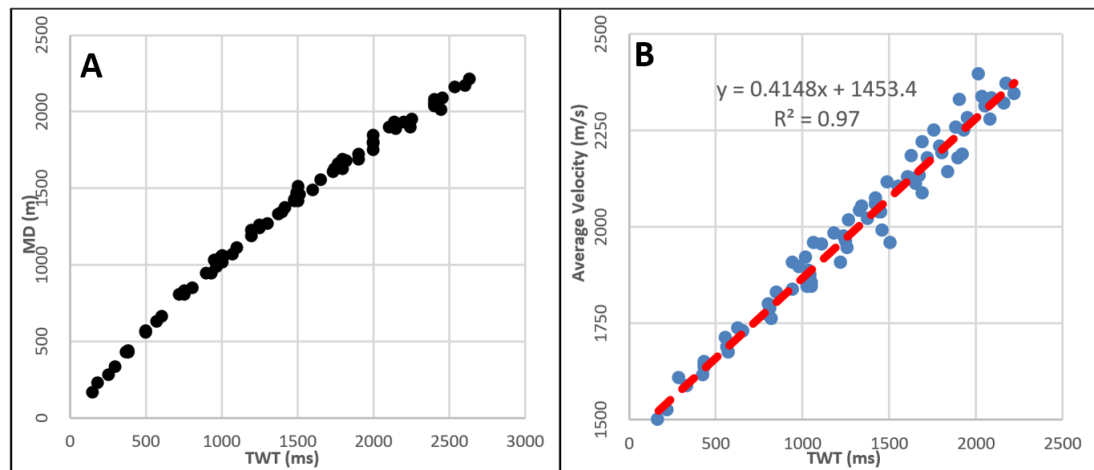 A
MD (m)
2500
2000
1500
1000
500
0
0 500 1000 1500 2000 2500 3000
TWT (ms)
B
y = 0.4148x + 1453.4
R² = 0.97
Average Velocity (m/s)
2500
2250
2000
1750
1500
0 500 1000 1500 2000 2500
TWT (ms)